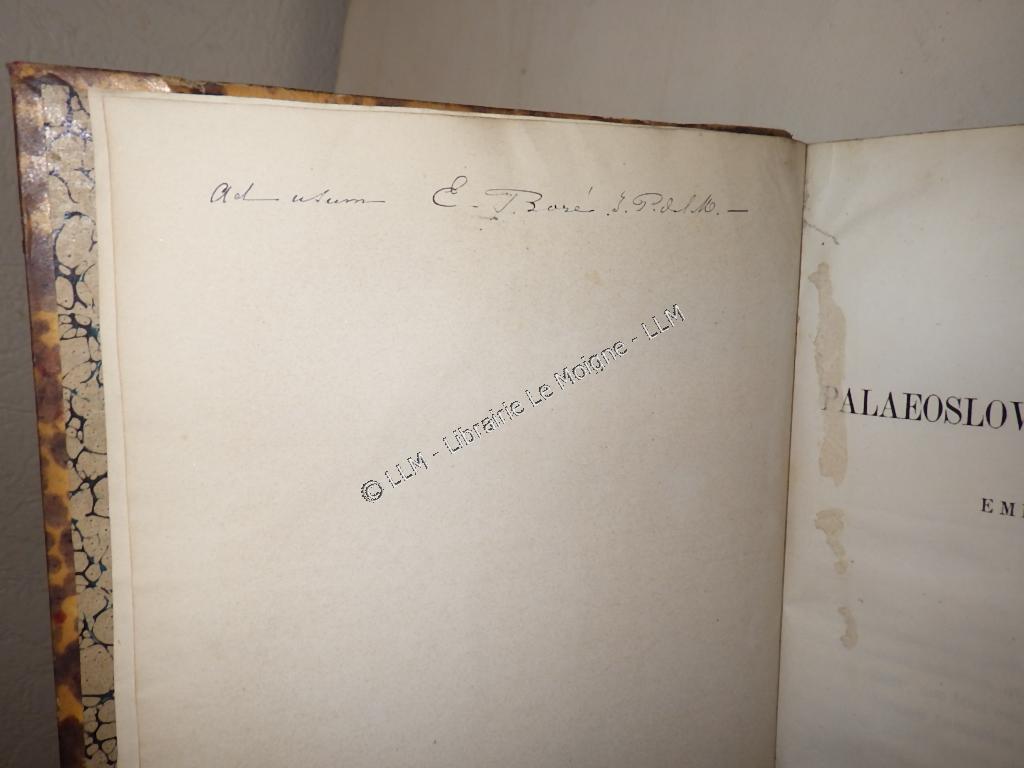 ad usum E. Boré. I. P. d. l. M. —
© LLM - Librairie Le Moigne - LLM
PALAEOSLOV
EM